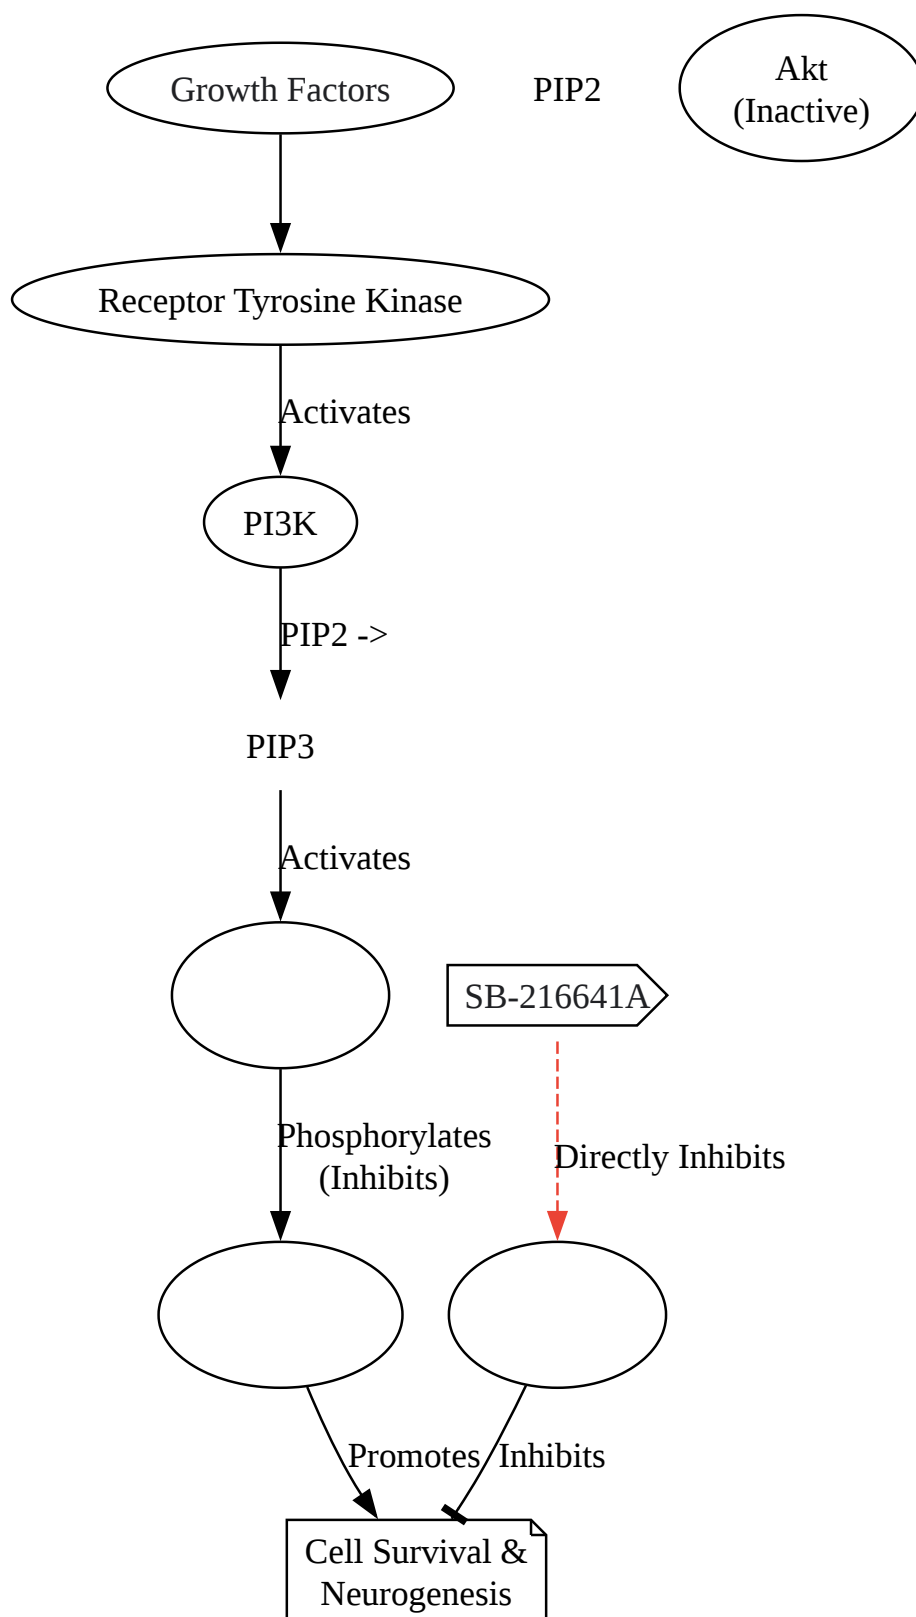 Growth Factors
PIP2
Akt
(Inactive)
Receptor Tyrosine Kinase
Activates
PI3K
PIP2 ->
PIP3
Activates
SB-216641A
Phosphorylates
(Inhibits)
Directly Inhibits
Promotes
Inhibits
Cell Survival &
Neurogenesis